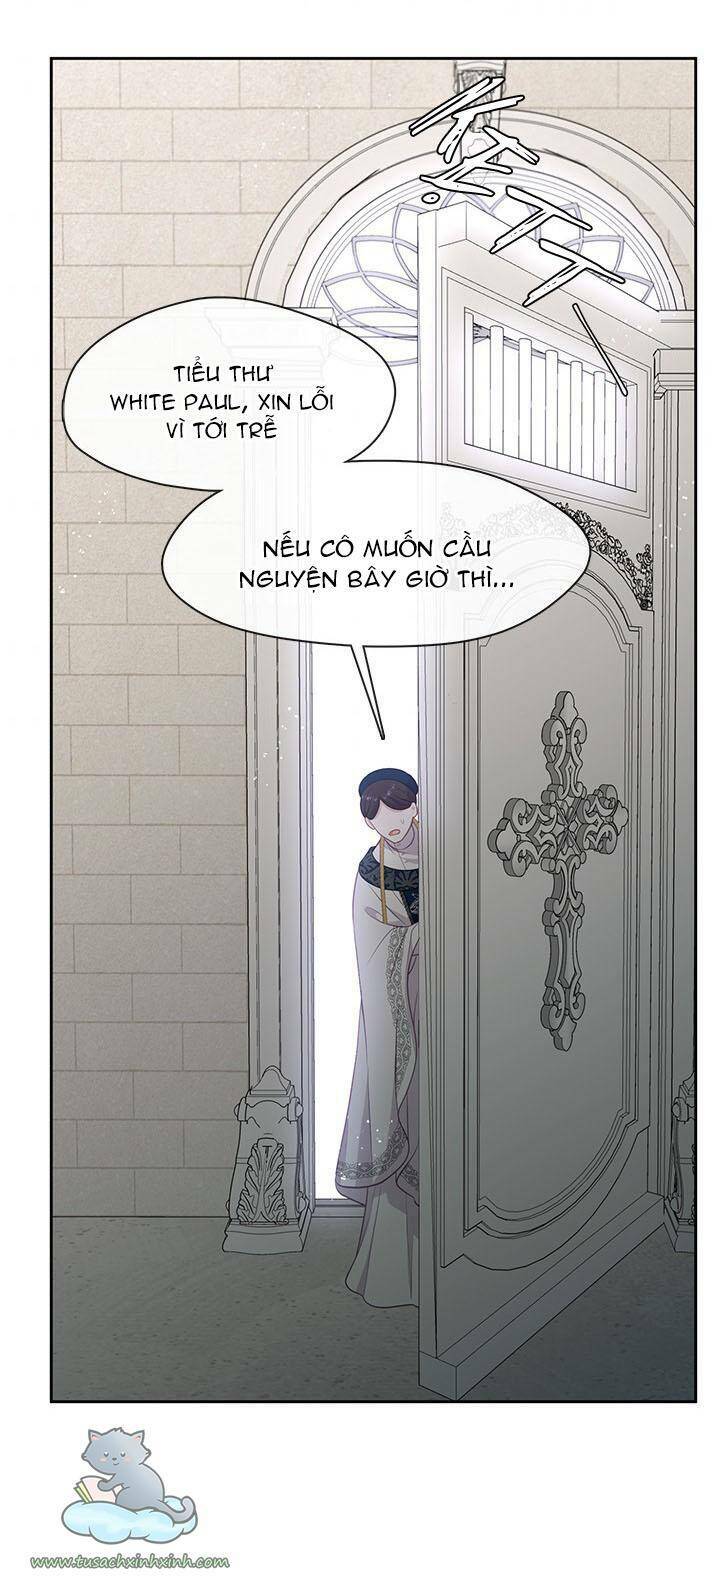 TIỂU THƯ
WHITE PAUL, XIN LỖI
VÌ TỚI TRỄ
NẾU CÔ MUỐN CẦU
NGUYỆN BÂY GIỜ THÌ...
www.tusachxinhxinh.com